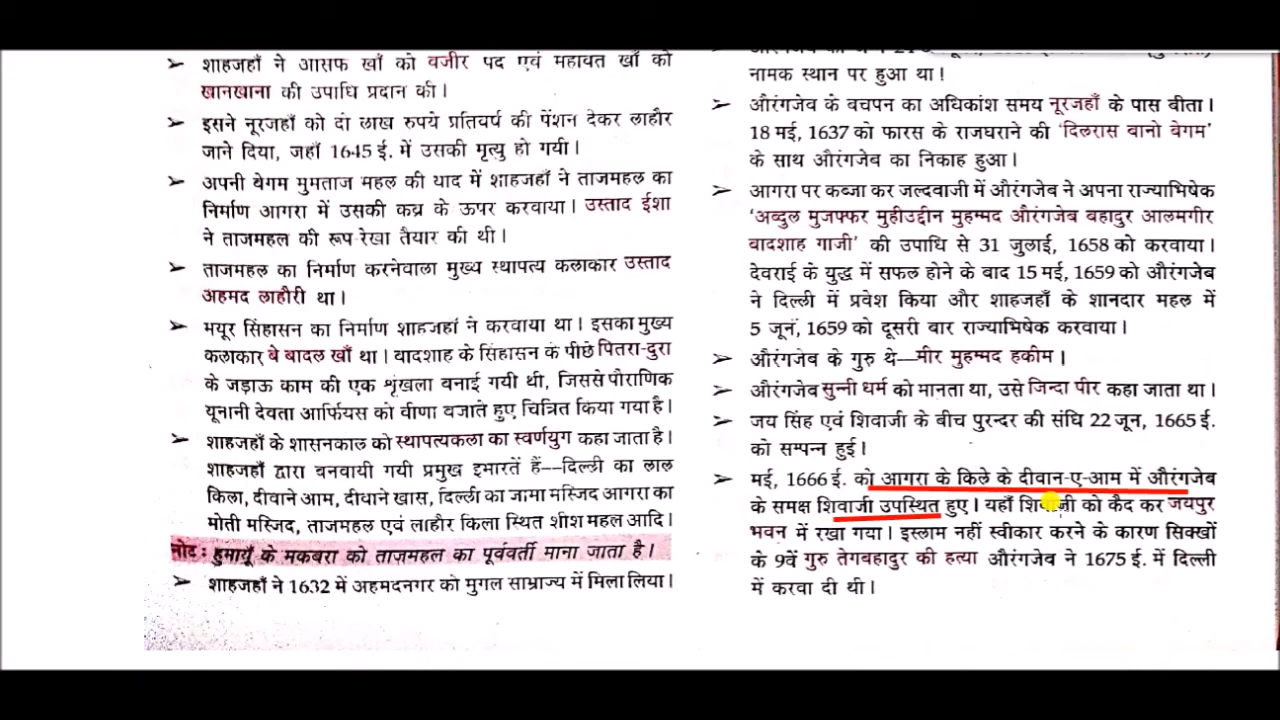 शाहजहाँ ने आसफ खाँ को वजीर पद एवं महावत खाँ को
खानखाना की उपाधि प्रदान की।
इसने नूरजहाँ को दो लाख रुपये प्रतिवर्ष की पेंशन देकर लाहौर
जाने दिया, जहाँ 1645 ई. में उसकी मृत्यु हो गयी।
अपनी बेगम मुमताज महल की याद में शाहजहाँ ने ताजमहल का
निर्माण आगरा में उसकी कब्र के ऊपर करवाया। उस्ताद ईशा
ने ताजमहल की रूप-रेखा तैयार की थी।
ताजमहल का निर्माण करनेवाला मुख्य स्थापत्य कलाकार उस्ताद
अहमद लाहौरी था।
मयूर सिंहासन का निर्माण शाहजहाँ ने करवाया था। इसका मुख्य
कलाकार बे बादल खाँ था। बादशाह के सिंहासन के पीछे पितरा-दुरा
के जड़ाऊ काम की एक शृंखला बनाई गयी थी, जिससे पौराणिक
यूनानी देवता आर्फियस को वीणा बजाते हुए चित्रित किया गया है।
शाहजहाँ के शासनकाल को स्थापत्यकला का स्वर्णयुग कहा जाता है।
शाहजहाँ द्वारा बनवायी गयी प्रमुख इमारतें हैं—दिल्ली का लाल
किला, दीवाने आम, दीवाने खास, दिल्ली का जामा मस्जिद आगरा का
मोती मस्जिद, ताजमहल एवं लाहौर किला स्थित शीश महल आदि।
नोट: हुमायूँ के मकबरा को ताजमहल का पूर्ववर्ती माना जाता है।
शाहजहाँ ने 1632 में अहमदनगर को मुगल साम्राज्य में मिला लिया।
नामक स्थान पर हुआ था।
औरंगजेब के बचपन का अधिकांश समय नूरजहाँ के पास बीता।
18 मई, 1637 को फारस के राजघराने की 'दिलरास बानो बेगम'
के साथ औरंगजेब का निकाह हुआ।
आगरा पर कब्जा कर जल्दवाजी में औरंगजेब ने अपना राज्याभिषेक
'अब्दुल मुजफ्फर मुहीउद्दीन मुहम्मद औरंगजेब बहादुर आलमगीर
बादशाह गाजी' की उपाधि से 31 जुलाई, 1658 को करवाया।
देवराई के युद्ध में सफल होने के बाद 15 मई, 1659 को औरंगजेब
ने दिल्ली में प्रवेश किया और शाहजहाँ के शानदार महल में
5 जून, 1659 को दूसरी बार राज्याभिषेक करवाया।
औरंगजेब के गुरु थे—मीर मुहम्मद हकीम।
औरंगजेब सुन्नी धर्म को मानता था, उसे जिन्दा पीर कहा जाता था।
जय सिंह एवं शिवाजी के बीच पुरन्दर की संधि 22 जून, 1665 ई.
को सम्पन्न हुई।
मई, 1666 ई. को आगरा के किले के दीवान-ए-आम में औरंगजेब
के समक्ष शिवाजी उपस्थित हुए। यहाँ शिवाजी को कैद कर जयपुर
भवन में रखा गया। इस्लाम नहीं स्वीकार करने के कारण सिक्खों
के 9वें गुरु तेगबहादुर की हत्या औरंगजेब ने 1675 ई. में दिल्ली
में करवा दी थी।